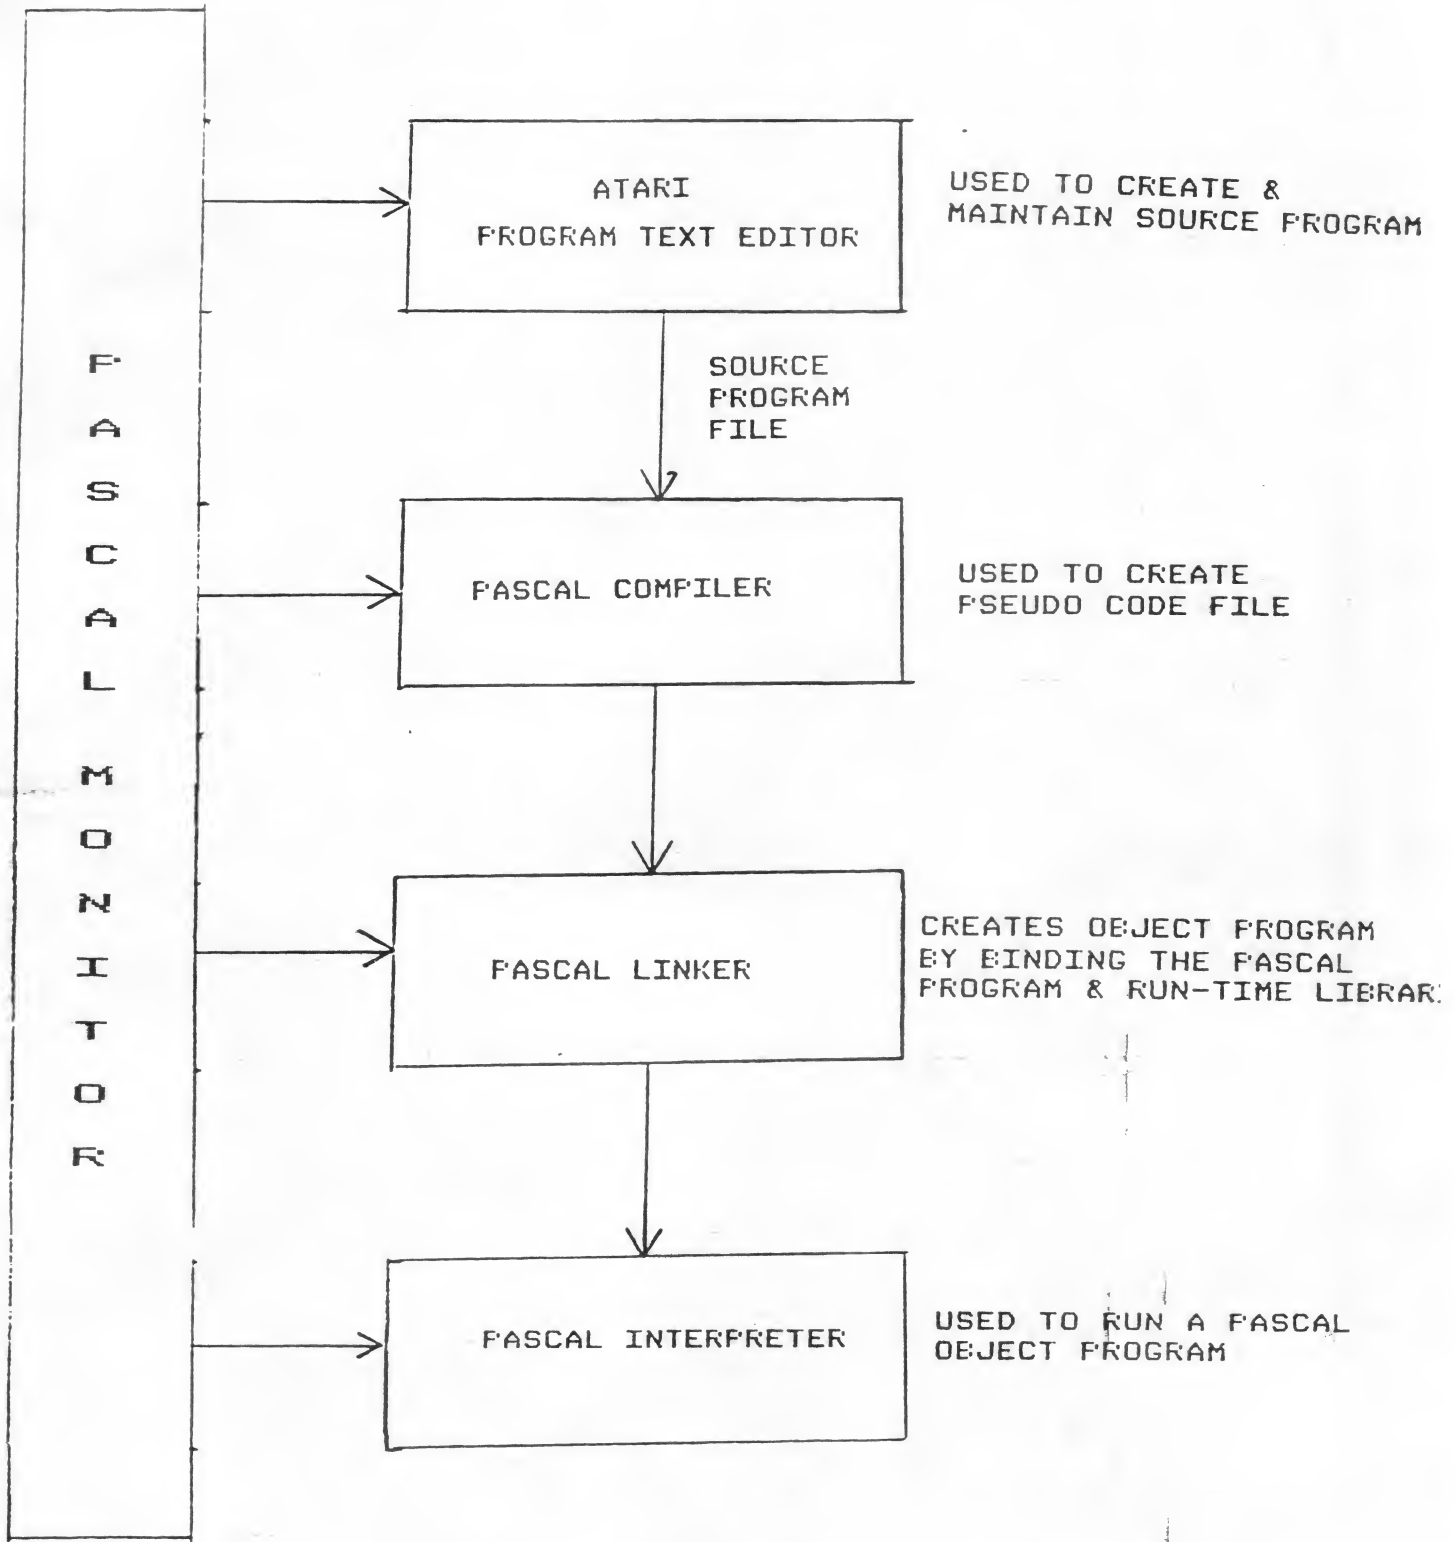 PASCAL MONITOR
ATARI
PROGRAM TEXT EDITOR
USED TO CREATE &
MAINTAIN SOURCE PROGRAM
SOURCE
PROGRAM
FILE
PASCAL COMPILER
USED TO CREATE
PSEUDO CODE FILE
PASCAL LINKER
CREATES OBJECT PROGRAM
BY BINDING THE PASCAL
PROGRAM & RUN-TIME
PASCAL INTERPRETER
USED TO RUN A PASCAL
OBJECT PROGRAM